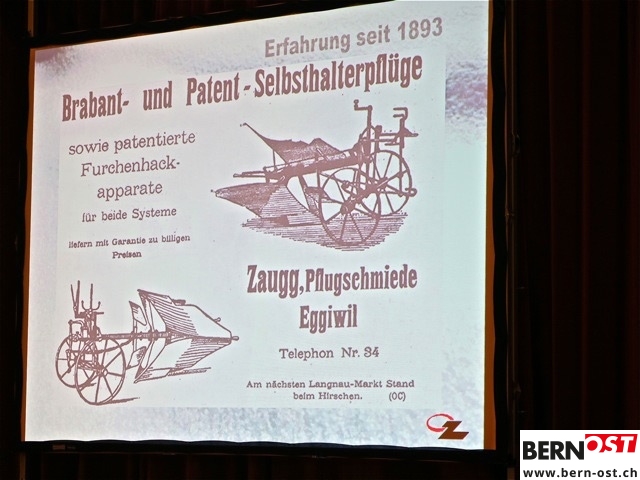 Erfahrung seit 1893
Brabant- und Patent-Selbsthalterpflüge
sowie patentierte
Furchenhack-
apparate
für beide Systeme
liefern mit Garantie zu billigen
Preisen
Zaugg, Pflugschmiede
Eggiwil
Telephon Nr. 34
Am nächsten Langnau-Markt Stand
beim Hirschen. (OC)
BERNOST
www.bern-ost.ch